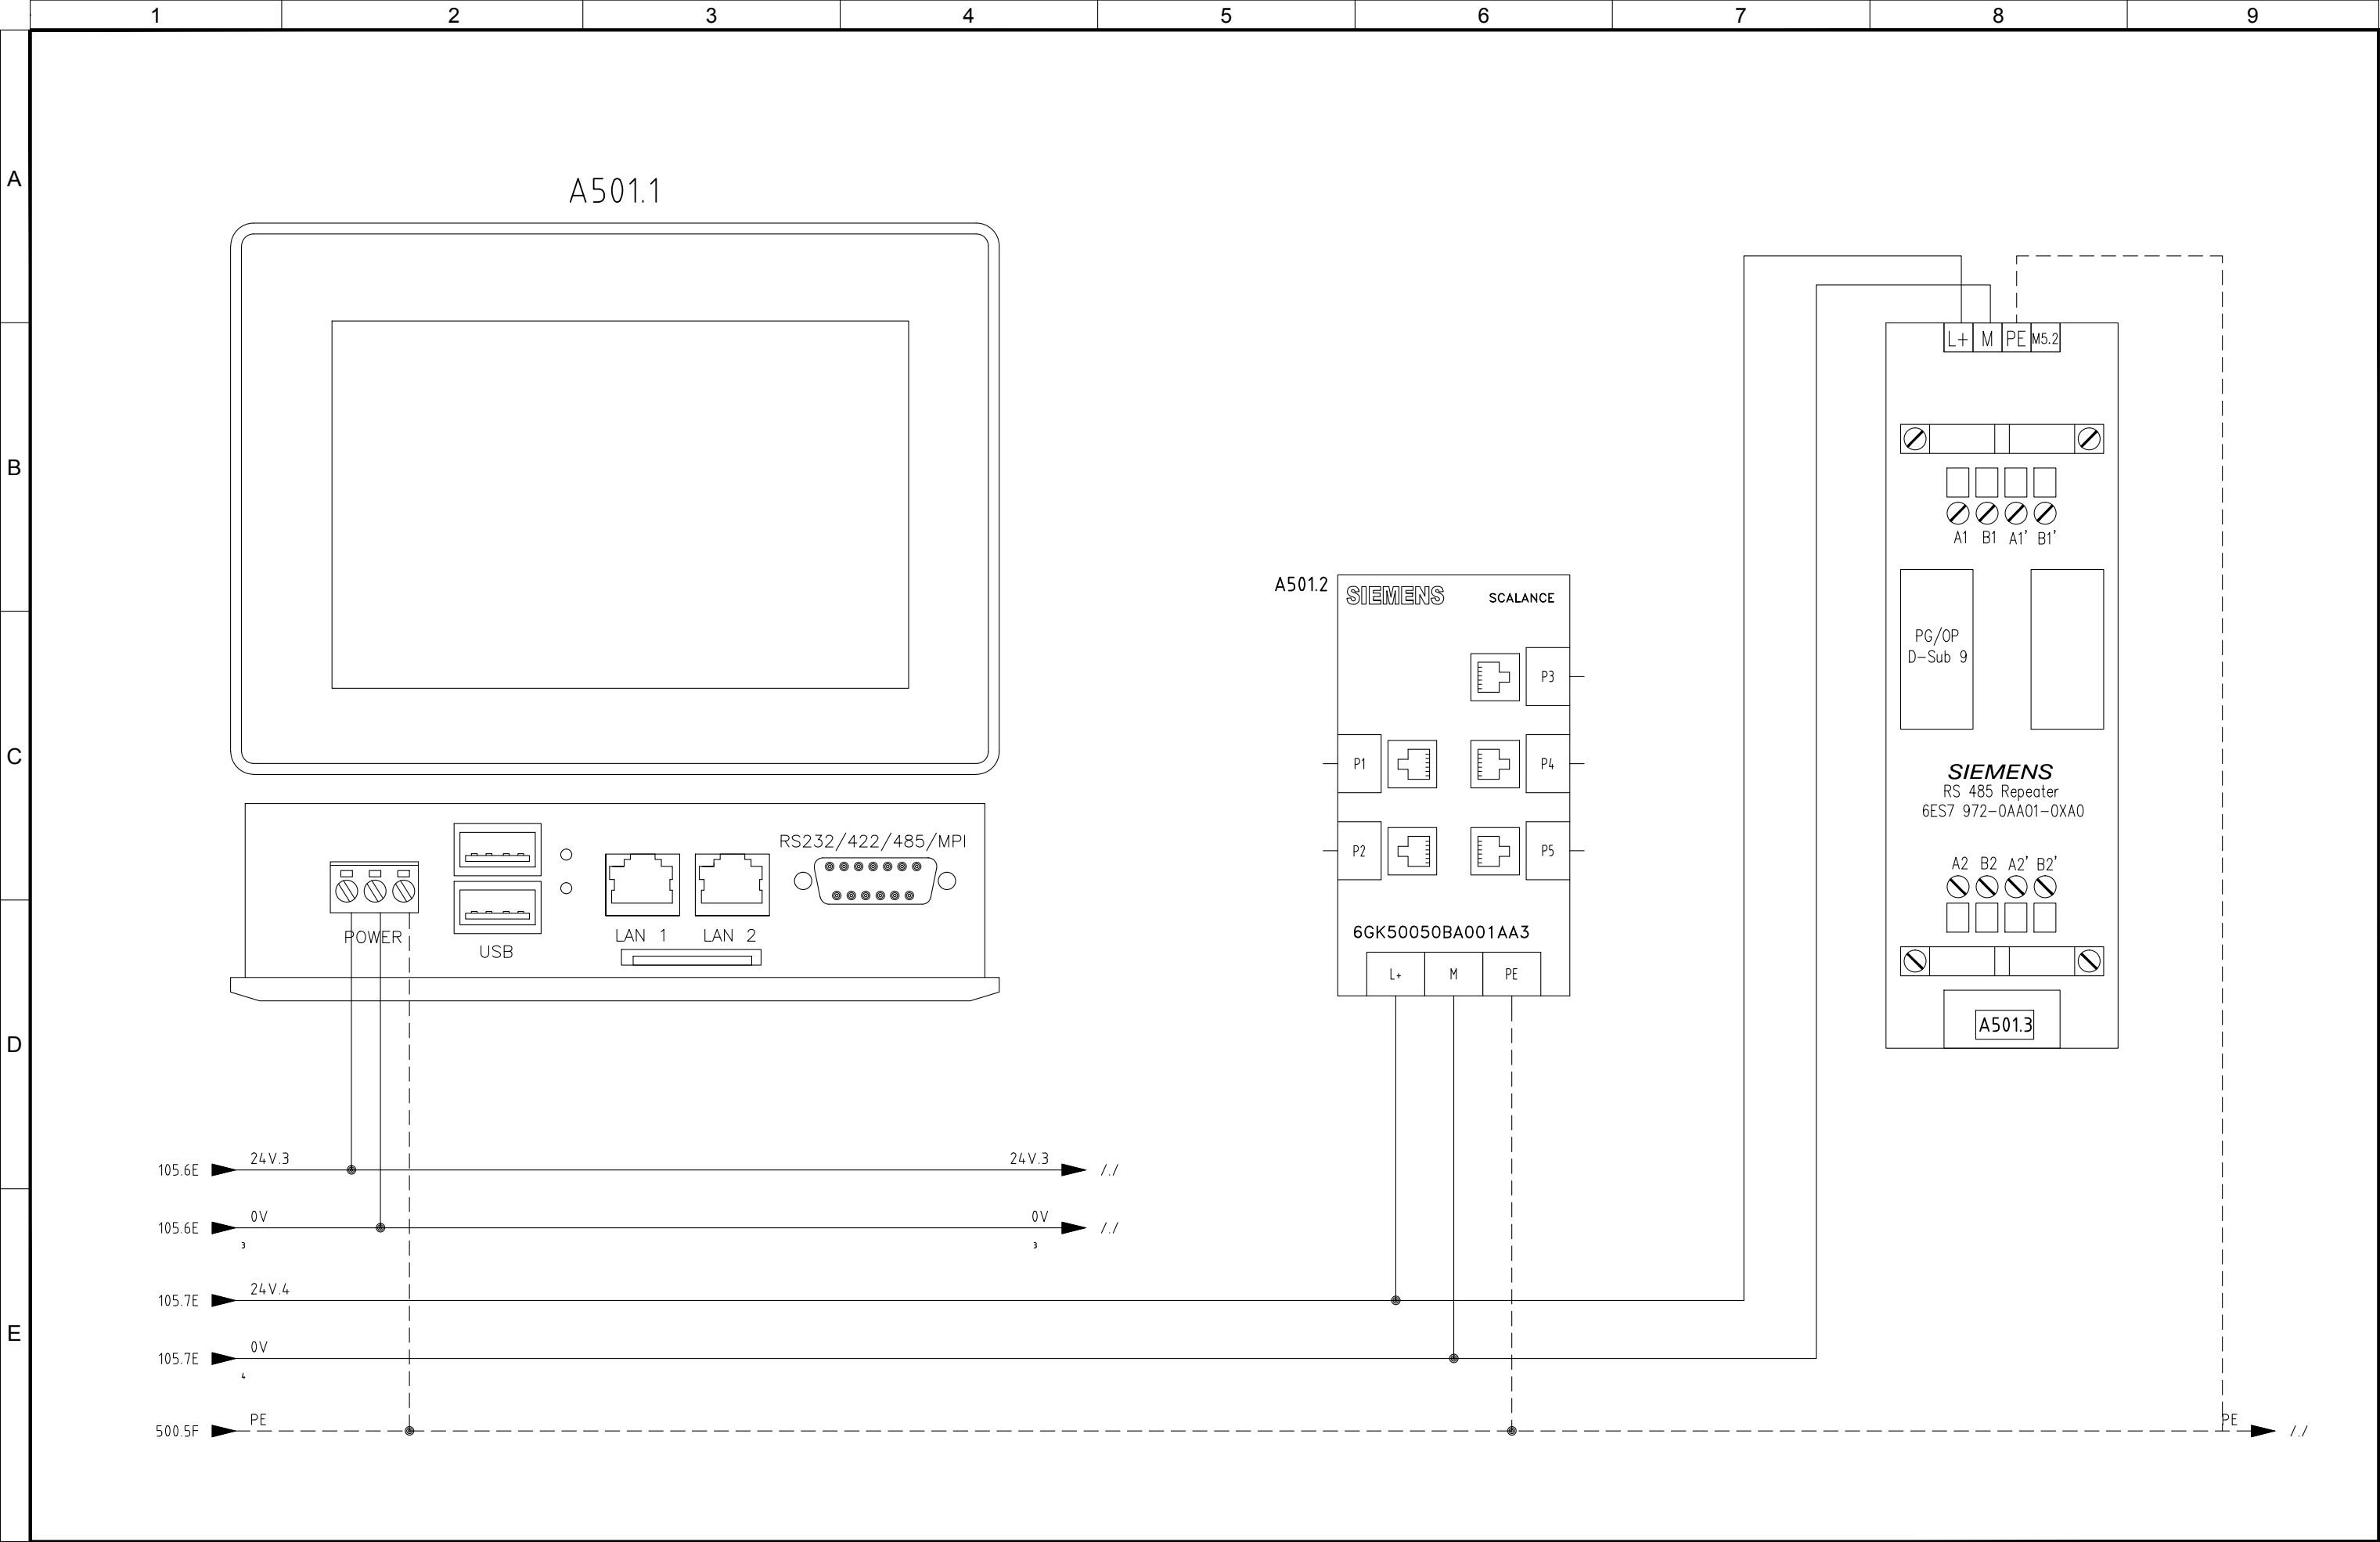 1 2 3 4 5 6 7 8 9
A
A501.1
L+ M PE M5.2
B
A1 B1 A1' B1'
A501.2
SIEMENS SCALANCE
PG/OP
D-Sub 9
P3
C
P1 P4
SIEMENS
RS 485 Repeater
6ES7 972-0AA01-0XA0
RS232/422/485/MPI
P2 P5
A2 B2 A2' B2'
POWER
USB
LAN 1 LAN 2
6GK50050BA001AA3
L+ M PE
A501.3
D
105.6E 24V.3 24V.3 /./
105.6E 0V 0V /./
3 3
105.7E 24V.4
E
105.7E 0V
4
500.5F PE PE /./